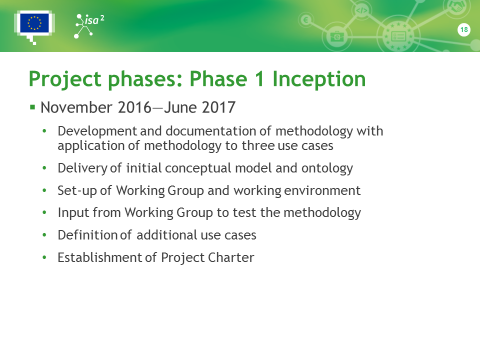 isa²
18
Project phases: Phase 1 Inception
▪ November 2016—June 2017
• Development and documentation of methodology with
application of methodology to three use cases
• Delivery of initial conceptual model and ontology
• Set-up of Working Group and working environment
• Input from Working Group to test the methodology
• Definition of additional use cases
• Establishment of Project Charter